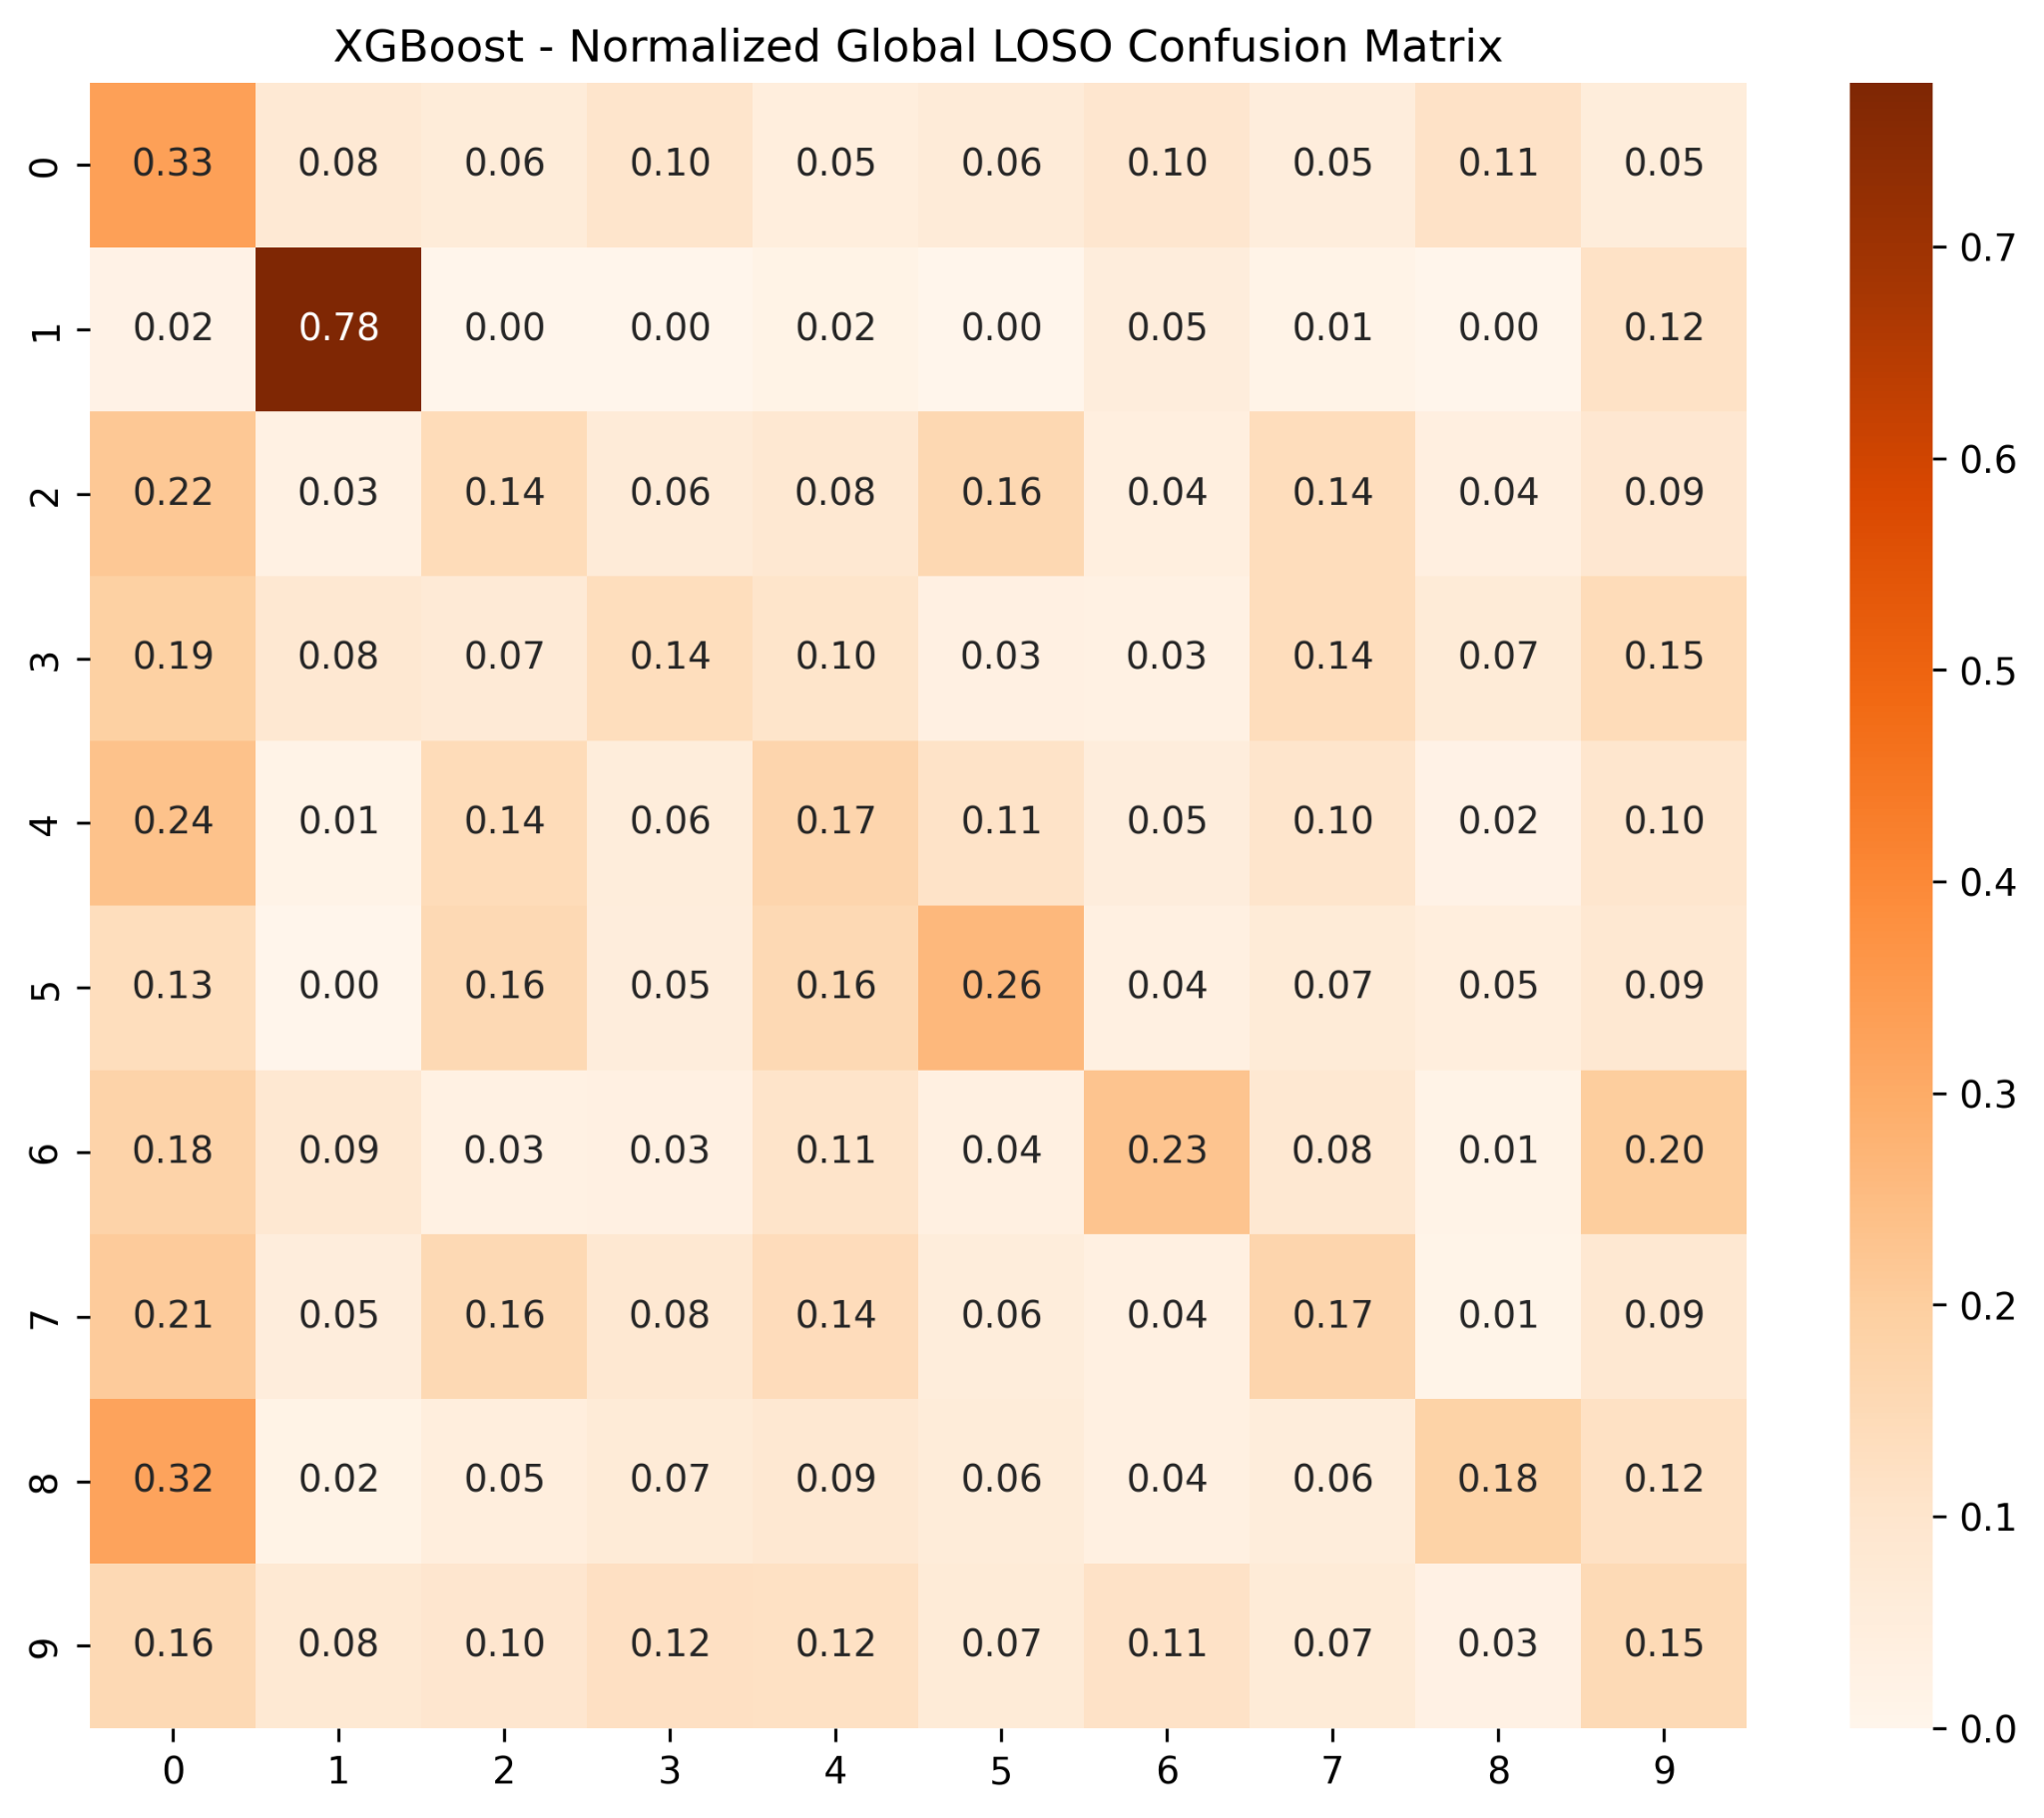 XGBoost - Normalized Global LOSO Confusion Matrix
0 0.33 0.08 0.06 0.10 0.05 0.06 0.10 0.05 0.11 0.05
0.7
1 0.02 0.78 0.00 0.00 0.02 0.00 0.05 0.01 0.00 0.12
0.6
2 0.22 0.03 0.14 0.06 0.08 0.16 0.04 0.14 0.04 0.09
3 0.19 0.08 0.07 0.14 0.10 0.03 0.03 0.14 0.07 0.15
0.5
4 0.24 0.01 0.14 0.06 0.17 0.11 0.05 0.10 0.02 0.10
0.4
5 0.13 0.00 0.16 0.05 0.16 0.26 0.04 0.07 0.05 0.09
0.3
6 0.18 0.09 0.03 0.03 0.11 0.04 0.23 0.08 0.01 0.20
0.2
7 0.21 0.05 0.16 0.08 0.14 0.06 0.04 0.17 0.01 0.09
8 0.32 0.02 0.05 0.07 0.09 0.06 0.04 0.06 0.18 0.12
0.1
9 0.16 0.08 0.10 0.12 0.12 0.07 0.11 0.07 0.03 0.15
0.0
0 1 2 3 4 5 6 7 8 9